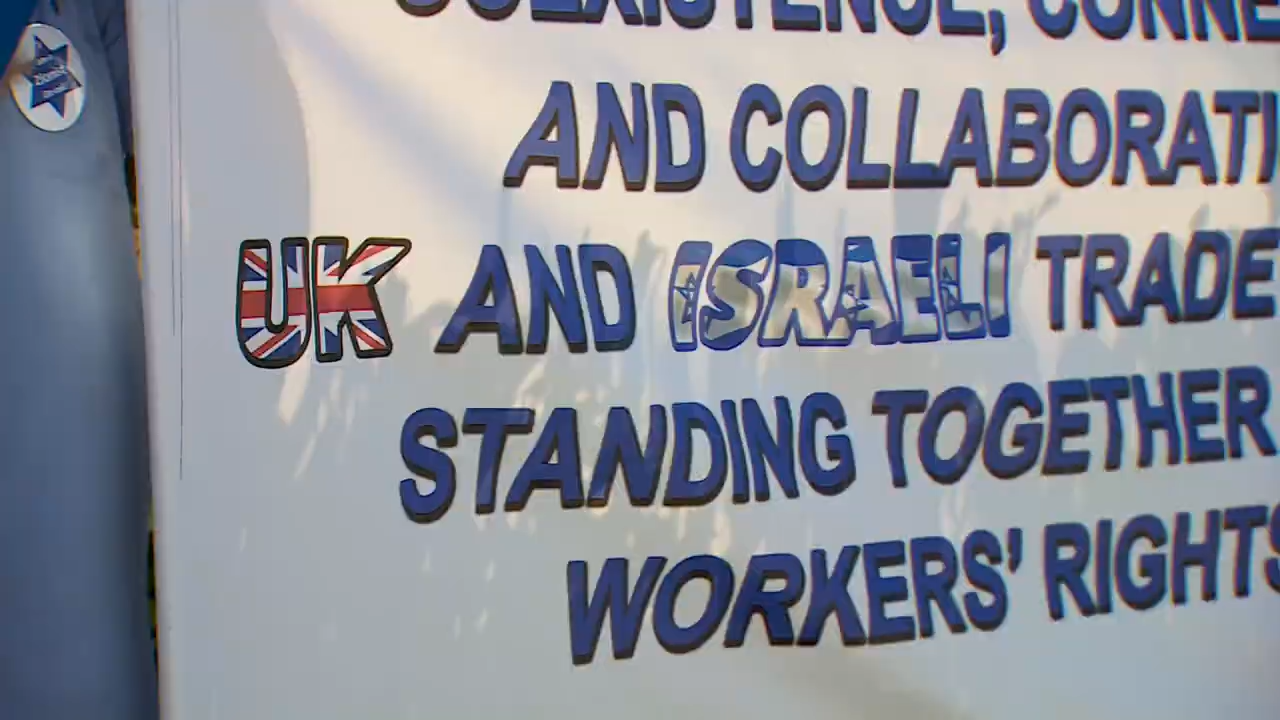 COEXISTENCE, CONNE
AND COLLABORATI
UK AND ISRAELI TRADE
STANDING TOGETHER
WORKERS' RIGHTS